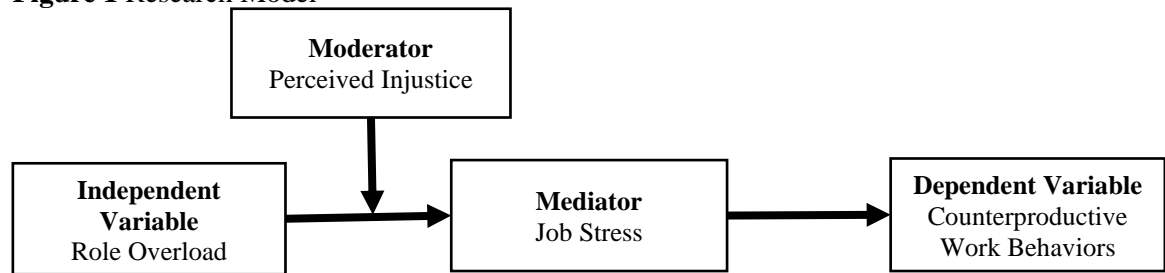 Figure 1 Research Model
Moderator
Perceived Injustice
Independent
Variable
Role Overload
Mediator
Job Stress
Dependent Variable
Counterproductive
Work Behaviors